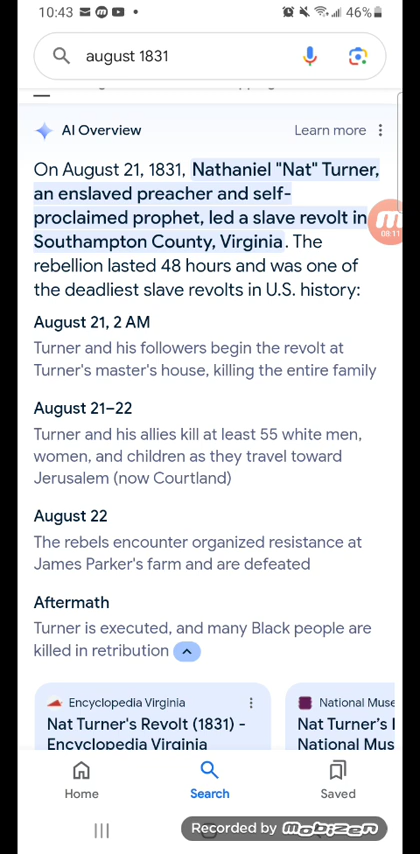 10:43
46%
august 1831
AI Overview
Learn more
On August 21, 1831, Nathaniel "Nat" Turner,
an enslaved preacher and self-
proclaimed prophet, led a slave revolt in
Southampton County, Virginia. The
rebellion lasted 48 hours and was one of
the deadliest slave revolts in U.S. history:
08:11
August 21, 2 AM
Turner and his followers begin the revolt at
Turner's master's house, killing the entire family
August 21–22
Turner and his allies kill at least 55 white men,
women, and children as they travel toward
Jerusalem (now Courtland)
August 22
The rebels encounter organized resistance at
James Parker's farm and are defeated
Aftermath
Turner is executed, and many Black people are
killed in retribution
Encyclopedia Virginia
Nat Turner's Revolt (1831) -
Encyclopedia Virginia
National Muse
Nat Turner's
National Mus
Home
Search
Saved
Recorded by mobizen